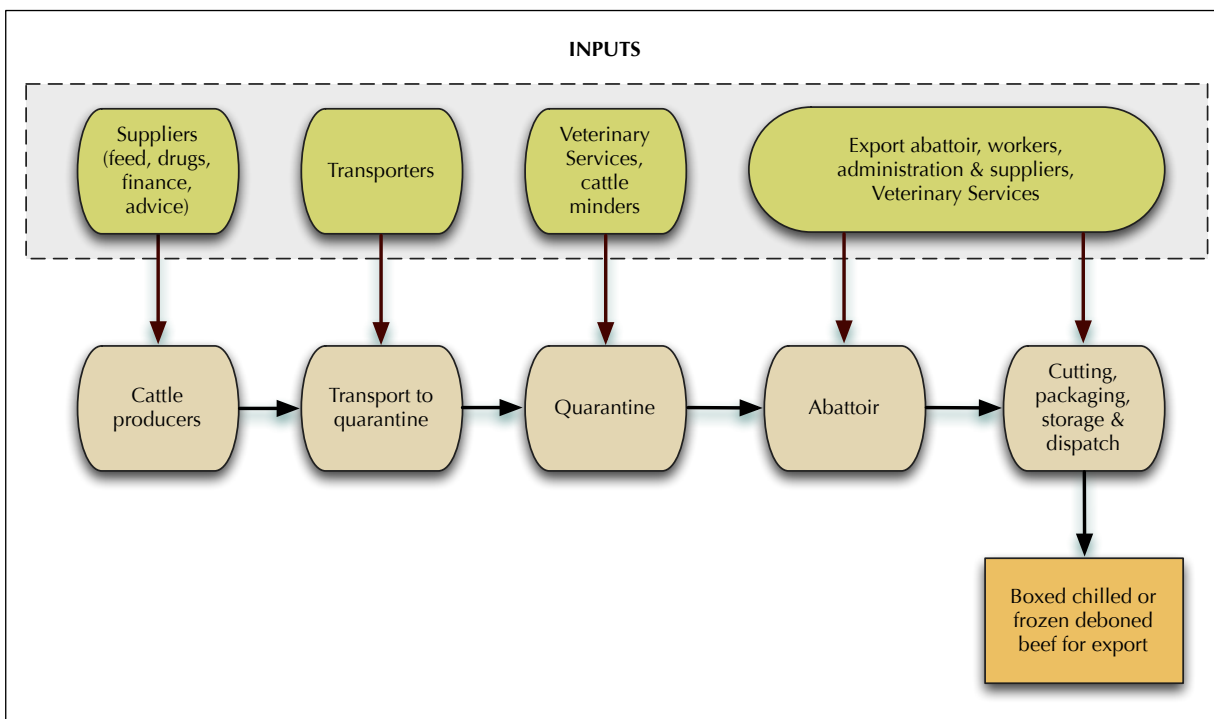 INPUTS
Suppliers
(feed, drugs,
finance,
advice)
Transporters
Veterinary
Services,
cattle
minders
Export abattoir, workers,
administration & suppliers,
Veterinary Services
Cattle
producers
Transport to
quarantine
Quarantine
Abattoir
Cutting,
packaging,
storage &
dispatch
Boxed chilled or
frozen deboned
beef for export